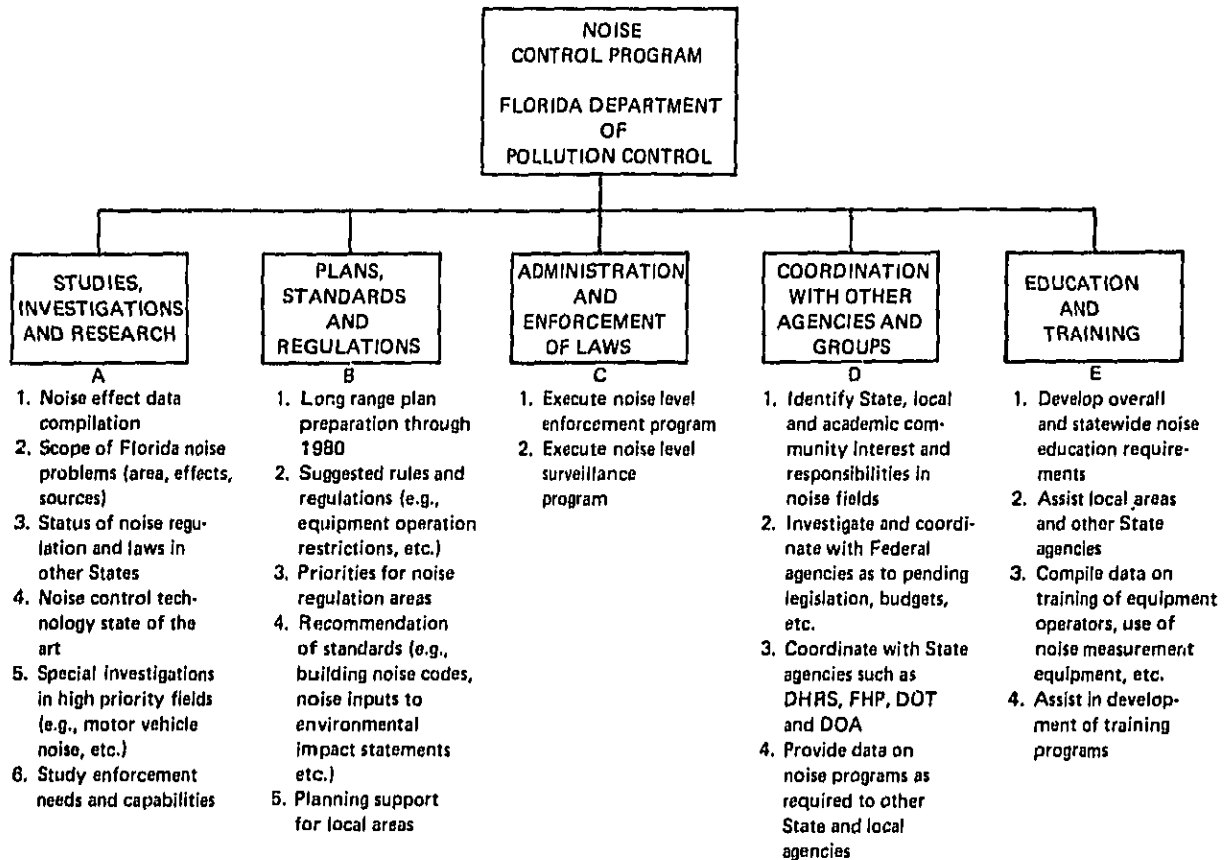 NOISE
CONTROL PROGRAM
FLORIDA DEPARTMENT
OF
POLLUTION CONTROL
STUDIES,
INVESTIGATIONS
AND RESEARCH
A
1. Noise effect data
compilation
2. Scope of Florida noise
problems (area, effects,
sources)
3. Status of noise regu-
lation and laws in
other States
4. Noise control tech-
nology state of the
art
5. Special investigations
in high priority fields
(e.g., motor vehicle
noise, etc.)
6. Study enforcement
needs and capabilities
PLANS,
STANDARDS
AND
REGULATIONS
B
1. Long range plan
preparation through
1980
2. Suggested rules and
regulations (e.g.,
equipment operation
restrictions, etc.)
3. Priorities for noise
regulation areas
4. Recommendation
of standards (e.g.,
building noise codes,
noise inputs to
environmental
impact statements
etc.)
5. Planning support
for local areas
ADMINISTRATION
AND
ENFORCEMENT
OF LAWS
C
1. Execute noise level
enforcement program
2. Execute noise level
surveillance
program
COORDINATION
WITH OTHER
AGENCIES AND
GROUPS
D
1. Identify State, local
and academic com-
munity interest and
responsibilities in
noise fields
2. Investigate and coordi-
nate with Federal
agencies as to pending
legislation, budgets,
etc.
3. Coordinate with State
agencies such as
DHRS, FHP, DOT
and DOA
4. Provide data on
noise programs as
required to other
State and local
agencies
EDUCATION
AND
TRAINING
E
1. Develop overall
and statewide noise
education require-
ments
2. Assist local areas
and other State
agencies
3. Compile data on
training of equipment
operators, use of
noise measurement
equipment, etc.
4. Assist in develop-
ment of training
programs